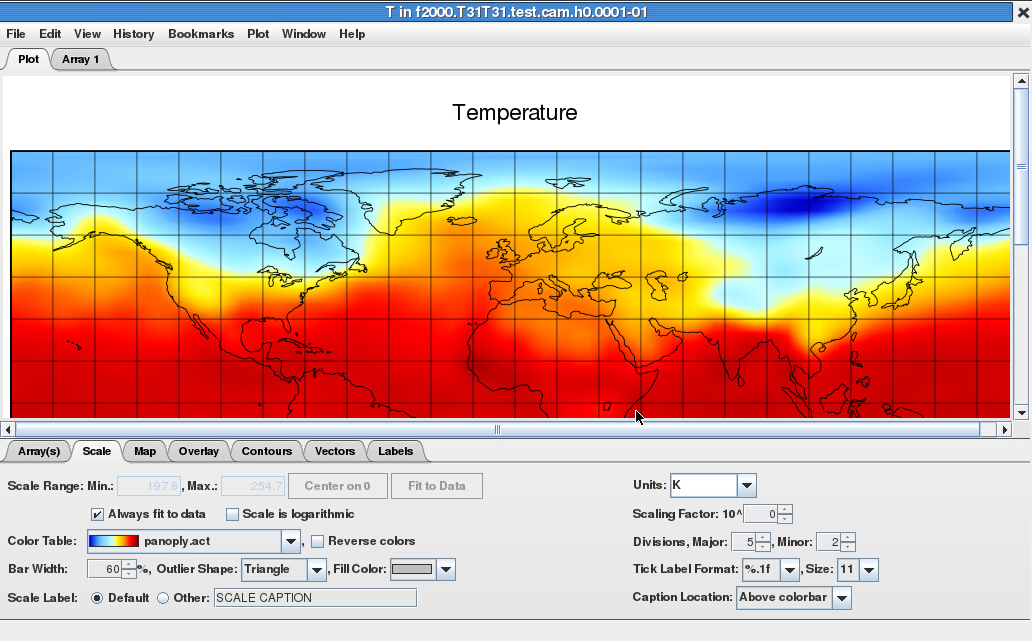 T in f2000.T31T31.test.cam.h0.0001-01
File Edit View History Bookmarks Plot Window Help
Plot Array 1
Temperature
Array(s) Scale Map Overlay Contours Vectors Labels
Scale Range: Min.: 197.6, Max.: 254.7 Center on 0 Fit to Data Units: K
Always fit to data Scale is logarithmic Scaling Factor: 10^ 0
Color Table: panoply.act , Reverse colors Divisions, Major: 5 , Minor: 2
Bar Width: 60 %, Outlier Shape: Triangle , Fill Color: Tick Label Format: %.1f , Size: 11
Scale Label: Default Other: SCALE CAPTION Caption Location: Above colorbar